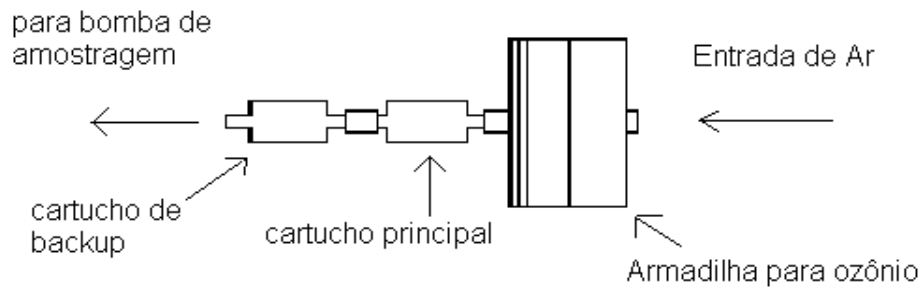 para bomba de
amostragem
Entrada de Ar
cartucho de
backup
cartucho principal
Armadilha para ozônio